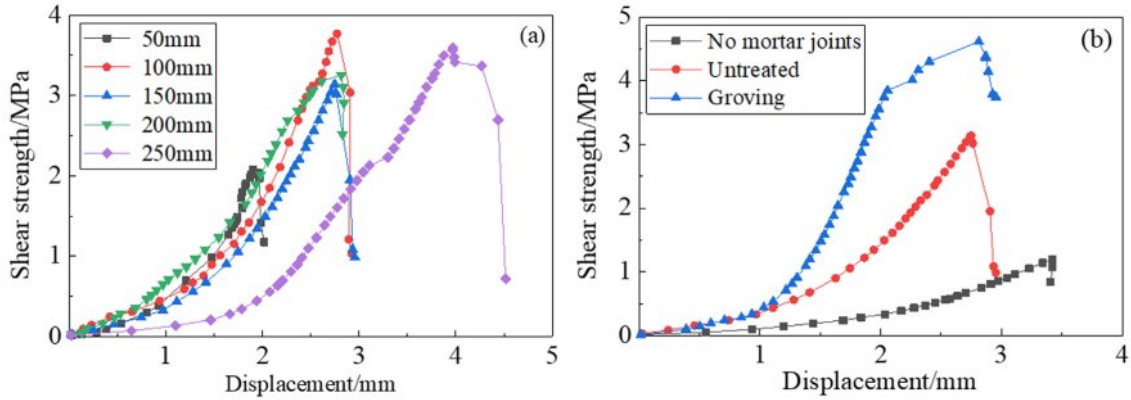 (a)
50mm
100mm
150mm
200mm
250mm
Shear strength/MPa
4
3
2
1
0
1
2
3
4
5
Displacement/mm
(b)
No mortar joints
Untreated
Groving
Shear strength/MPa
5
4
3
2
1
0
1
2
3
4
Displacement/mm